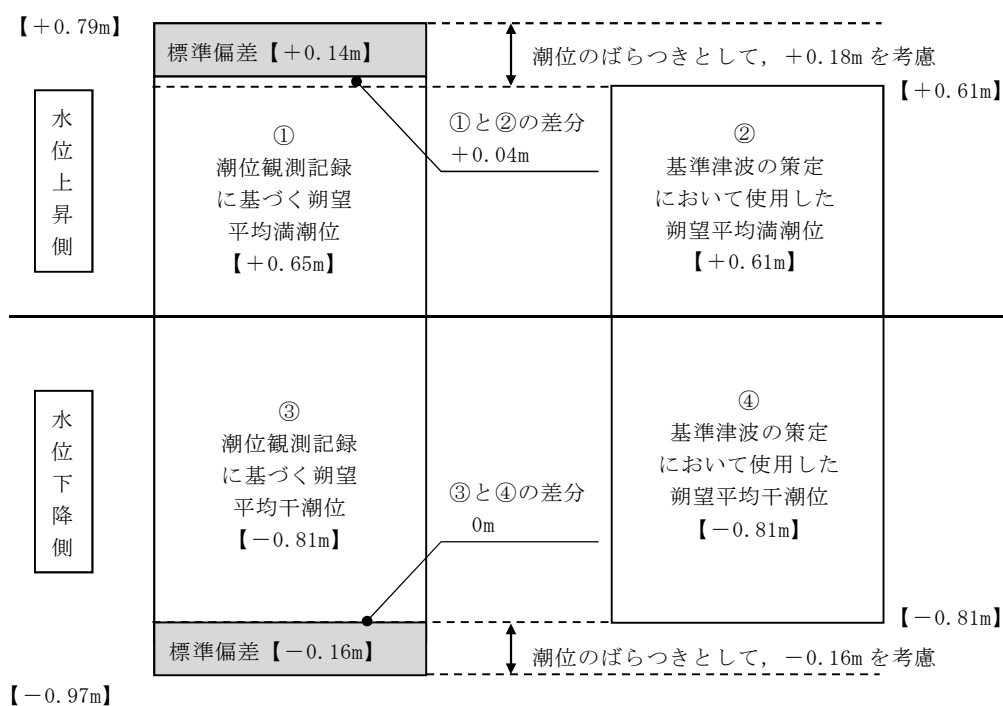 【＋0.79m】
標準偏差【＋0.14m】
潮位のばらつきとして，＋0.18m を考慮
【＋0.61m】
水位上昇側
①
潮位観測記録
に基づく朔望
平均満潮位
【＋0.65m】
①と②の差分
＋0.04m
②
基準津波の策定
において使用した
朔望平均満潮位
【＋0.61m】
水位下降側
③
潮位観測記録
に基づく朔望
平均干潮位
【－0.81m】
③と④の差分
0m
④
基準津波の策定
において使用した
朔望平均干潮位
【－0.81m】
【－0.81m】
標準偏差【－0.16m】
潮位のばらつきとして，－0.16m を考慮
【－0.97m】